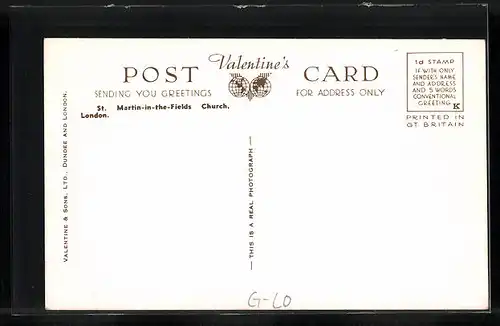 Valentine's
POST CARD
SENDING YOU GREETINGS
FOR ADDRESS ONLY
St. Martin-in-the-Fields Church,
London.
1d STAMP
IF WITH ONLY
SENDER'S NAME
AND ADDRESS
AND 5 WORDS
CONVENTIONAL
GREETING
K
PRINTED IN
GT BRITAIN
VALENTINE & SONS, LTD., DUNDEE AND LONDON.
— THIS IS A REAL PHOTOGRAPH —
G-LO